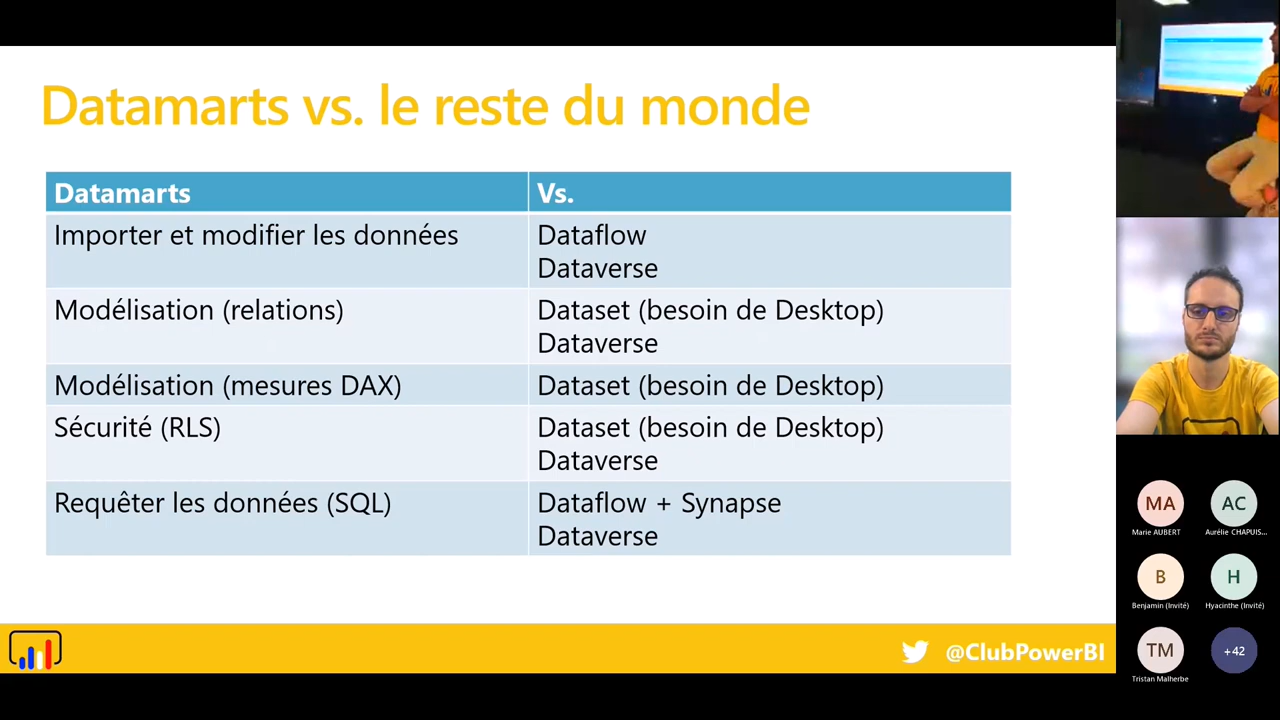 Datamarts vs. le reste du monde
Datamarts
Vs.
Importer et modifier les données
Dataflow
Dataverse
Modélisation (relations)
Dataset (besoin de Desktop)
Dataverse
Modélisation (mesures DAX)
Dataset (besoin de Desktop)
Sécurité (RLS)
Dataset (besoin de Desktop)
Dataverse
Requêter les données (SQL)
Dataflow + Synapse
Dataverse
@ClubPowerBI
MA
Marie AUBERT
AC
Aurélie CHAPUIS...
B
Benjamin (Invité)
H
Hyacinthe (Invité)
TM
Tristan Malherbe
+42